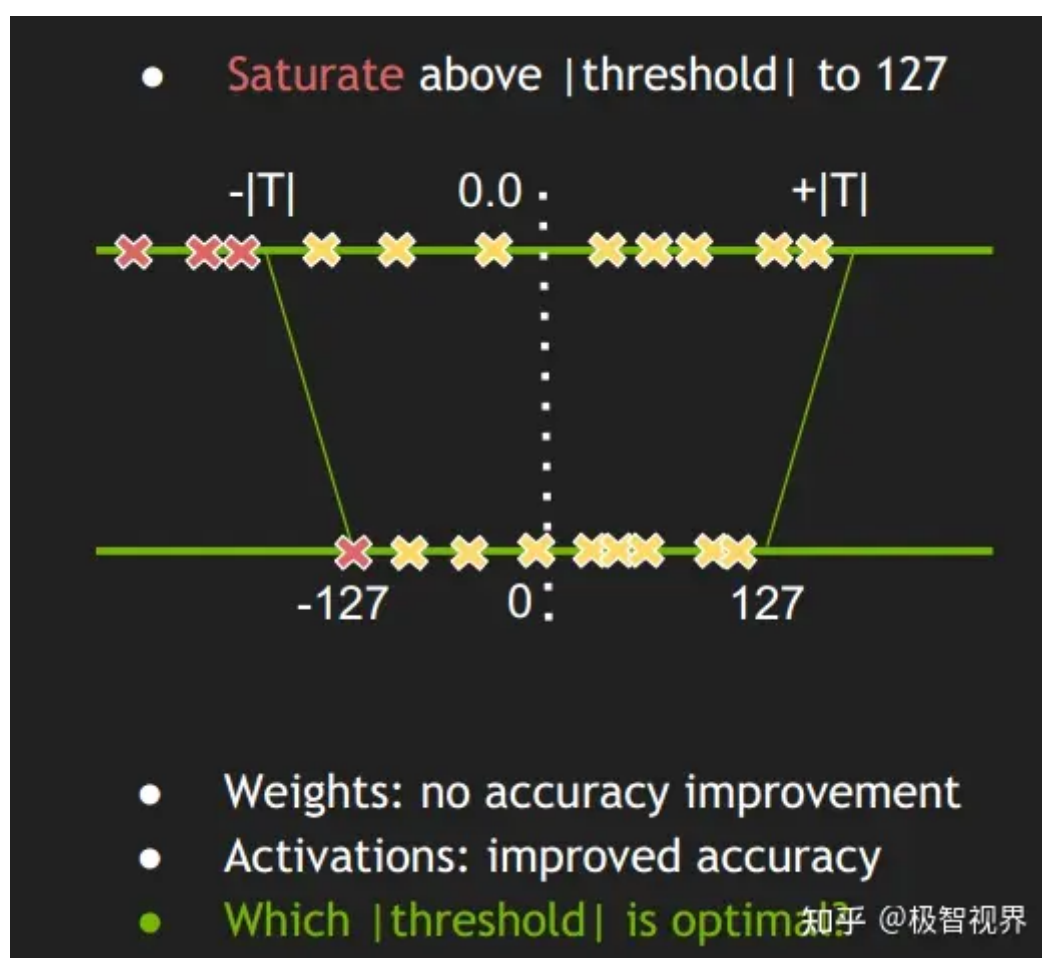 • Saturate above |threshold| to 127
-|T| 0.0 +|T|
-127 0 127
• Weights: no accuracy improvement
• Activations: improved accuracy
• Which |threshold| is optimal?
知乎 @极智视界